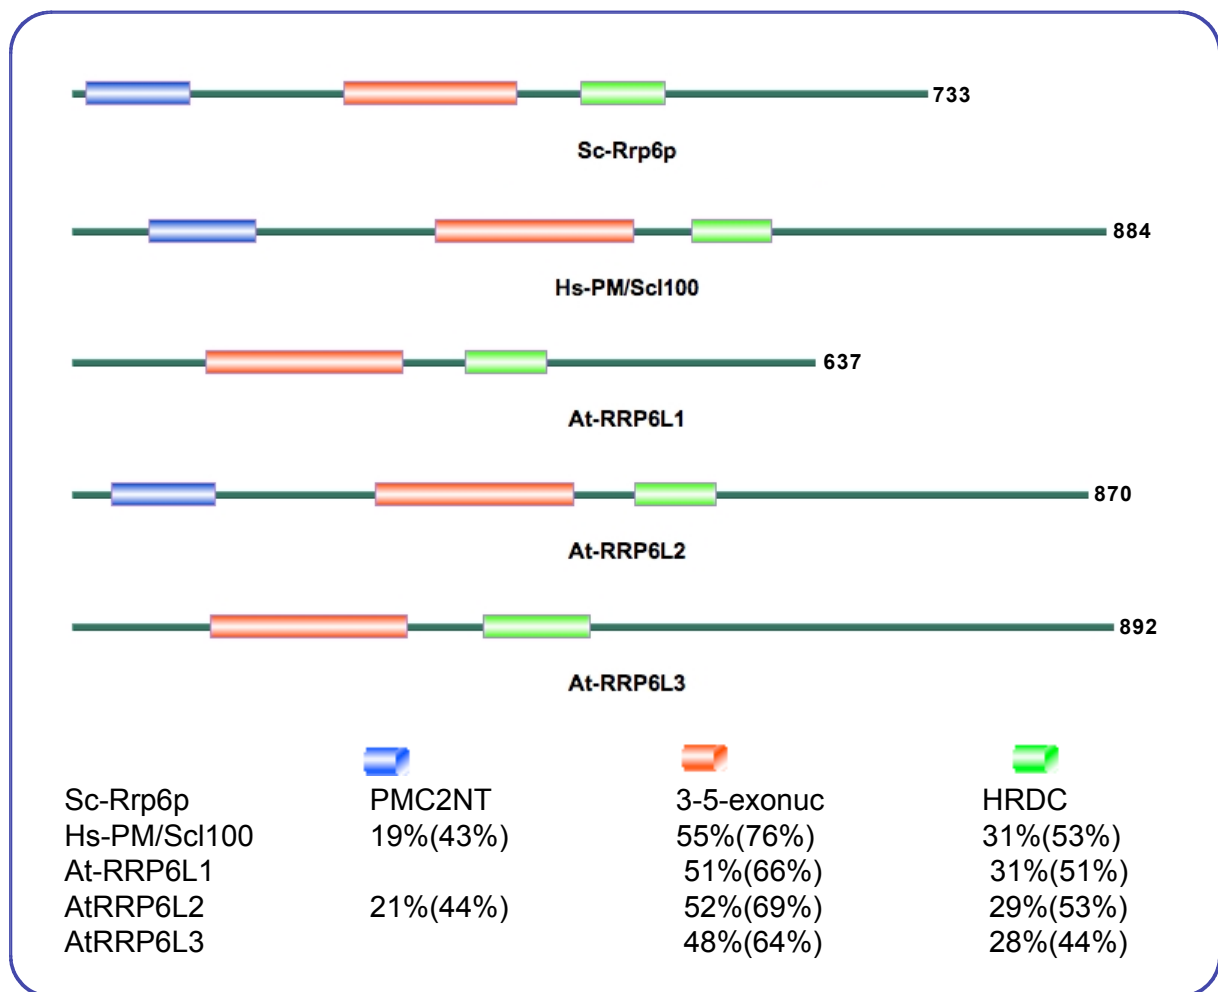 733
Sc-Rrp6p
884
Hs-PM/Scl100
637
At-RRP6L1
870
At-RRP6L2
892
At-RRP6L3
Sc-Rrp6p PMC2NT 3-5-exonuc HRDC
Hs-PM/Scl100 19%(43%) 55%(76%) 31%(53%)
At-RRP6L1 51%(66%) 31%(51%)
AtRRP6L2 21%(44%) 52%(69%) 29%(53%)
AtRRP6L3 48%(64%) 28%(44%)